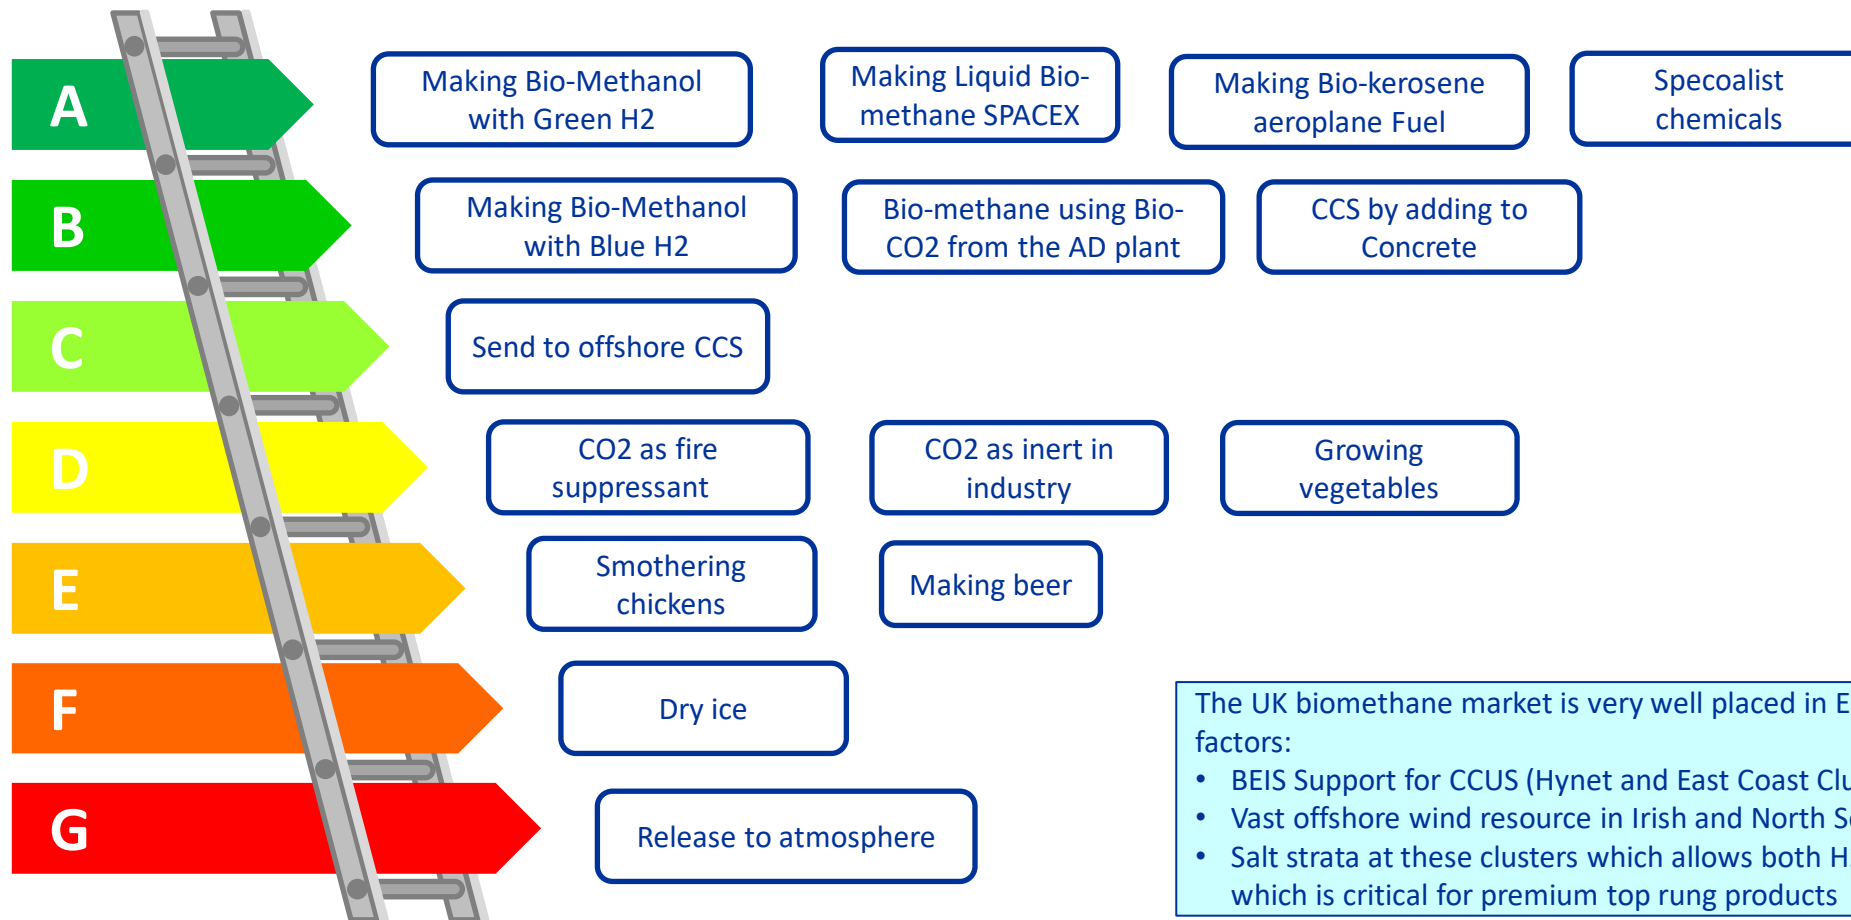 A
Making Bio-Methanol
with Green H2
Making Liquid Bio-
methane SPACEX
Making Bio-kerosene
aeroplane Fuel
Specoalist
chemicals
B
Making Bio-Methanol
with Blue H2
Bio-methane using Bio-
CO2 from the AD plant
CCS by adding to
Concrete
C
Send to offshore CCS
D
CO2 as fire
suppressant
CO2 as inert in
industry
Growing
vegetables
E
Smothering
chickens
Making beer
F
Dry ice
G
Release to atmosphere
The UK biomethane market is very well placed in
factors:
• BEIS Support for CCUS (Hynet and East Coast
• Vast offshore wind resource in Irish and North
• Salt strata at these clusters which allows both
which is critical for premium top rung products